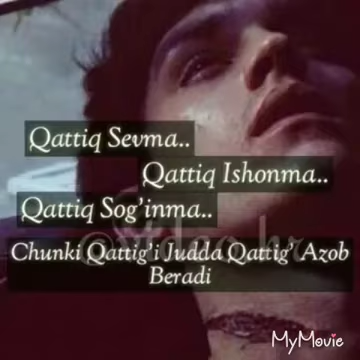 Qattiq Sevma..
Qattiq Ishonma..
Qattiq Sog'inma..
Chunki Qattig'i Judda Qattig' Azob
Beradi
MyMovie